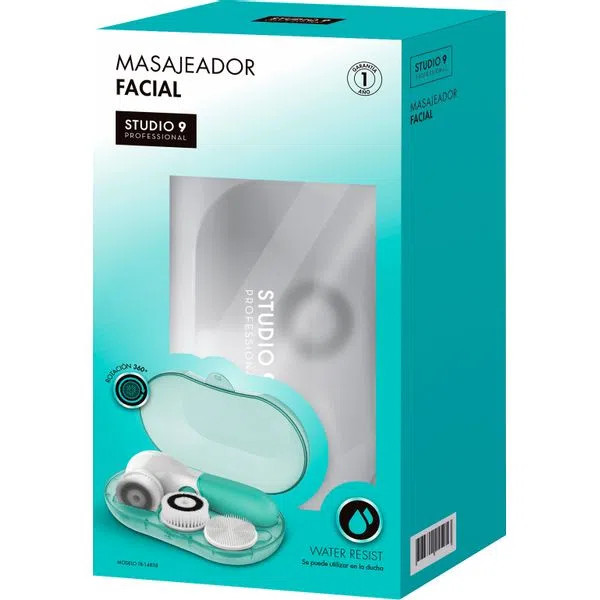 STUDIO 9
MASAJEADOR
FACIAL
STUDIO 9
PROFESSIONAL
GARANTÍA
1
AÑO
STUDIO 9
MASAJEADOR
FACIAL
STUDIO
PROFESSIONAL
ROTACIÓN 360°
WATER RESIST
Se puede utilizar en la ducha